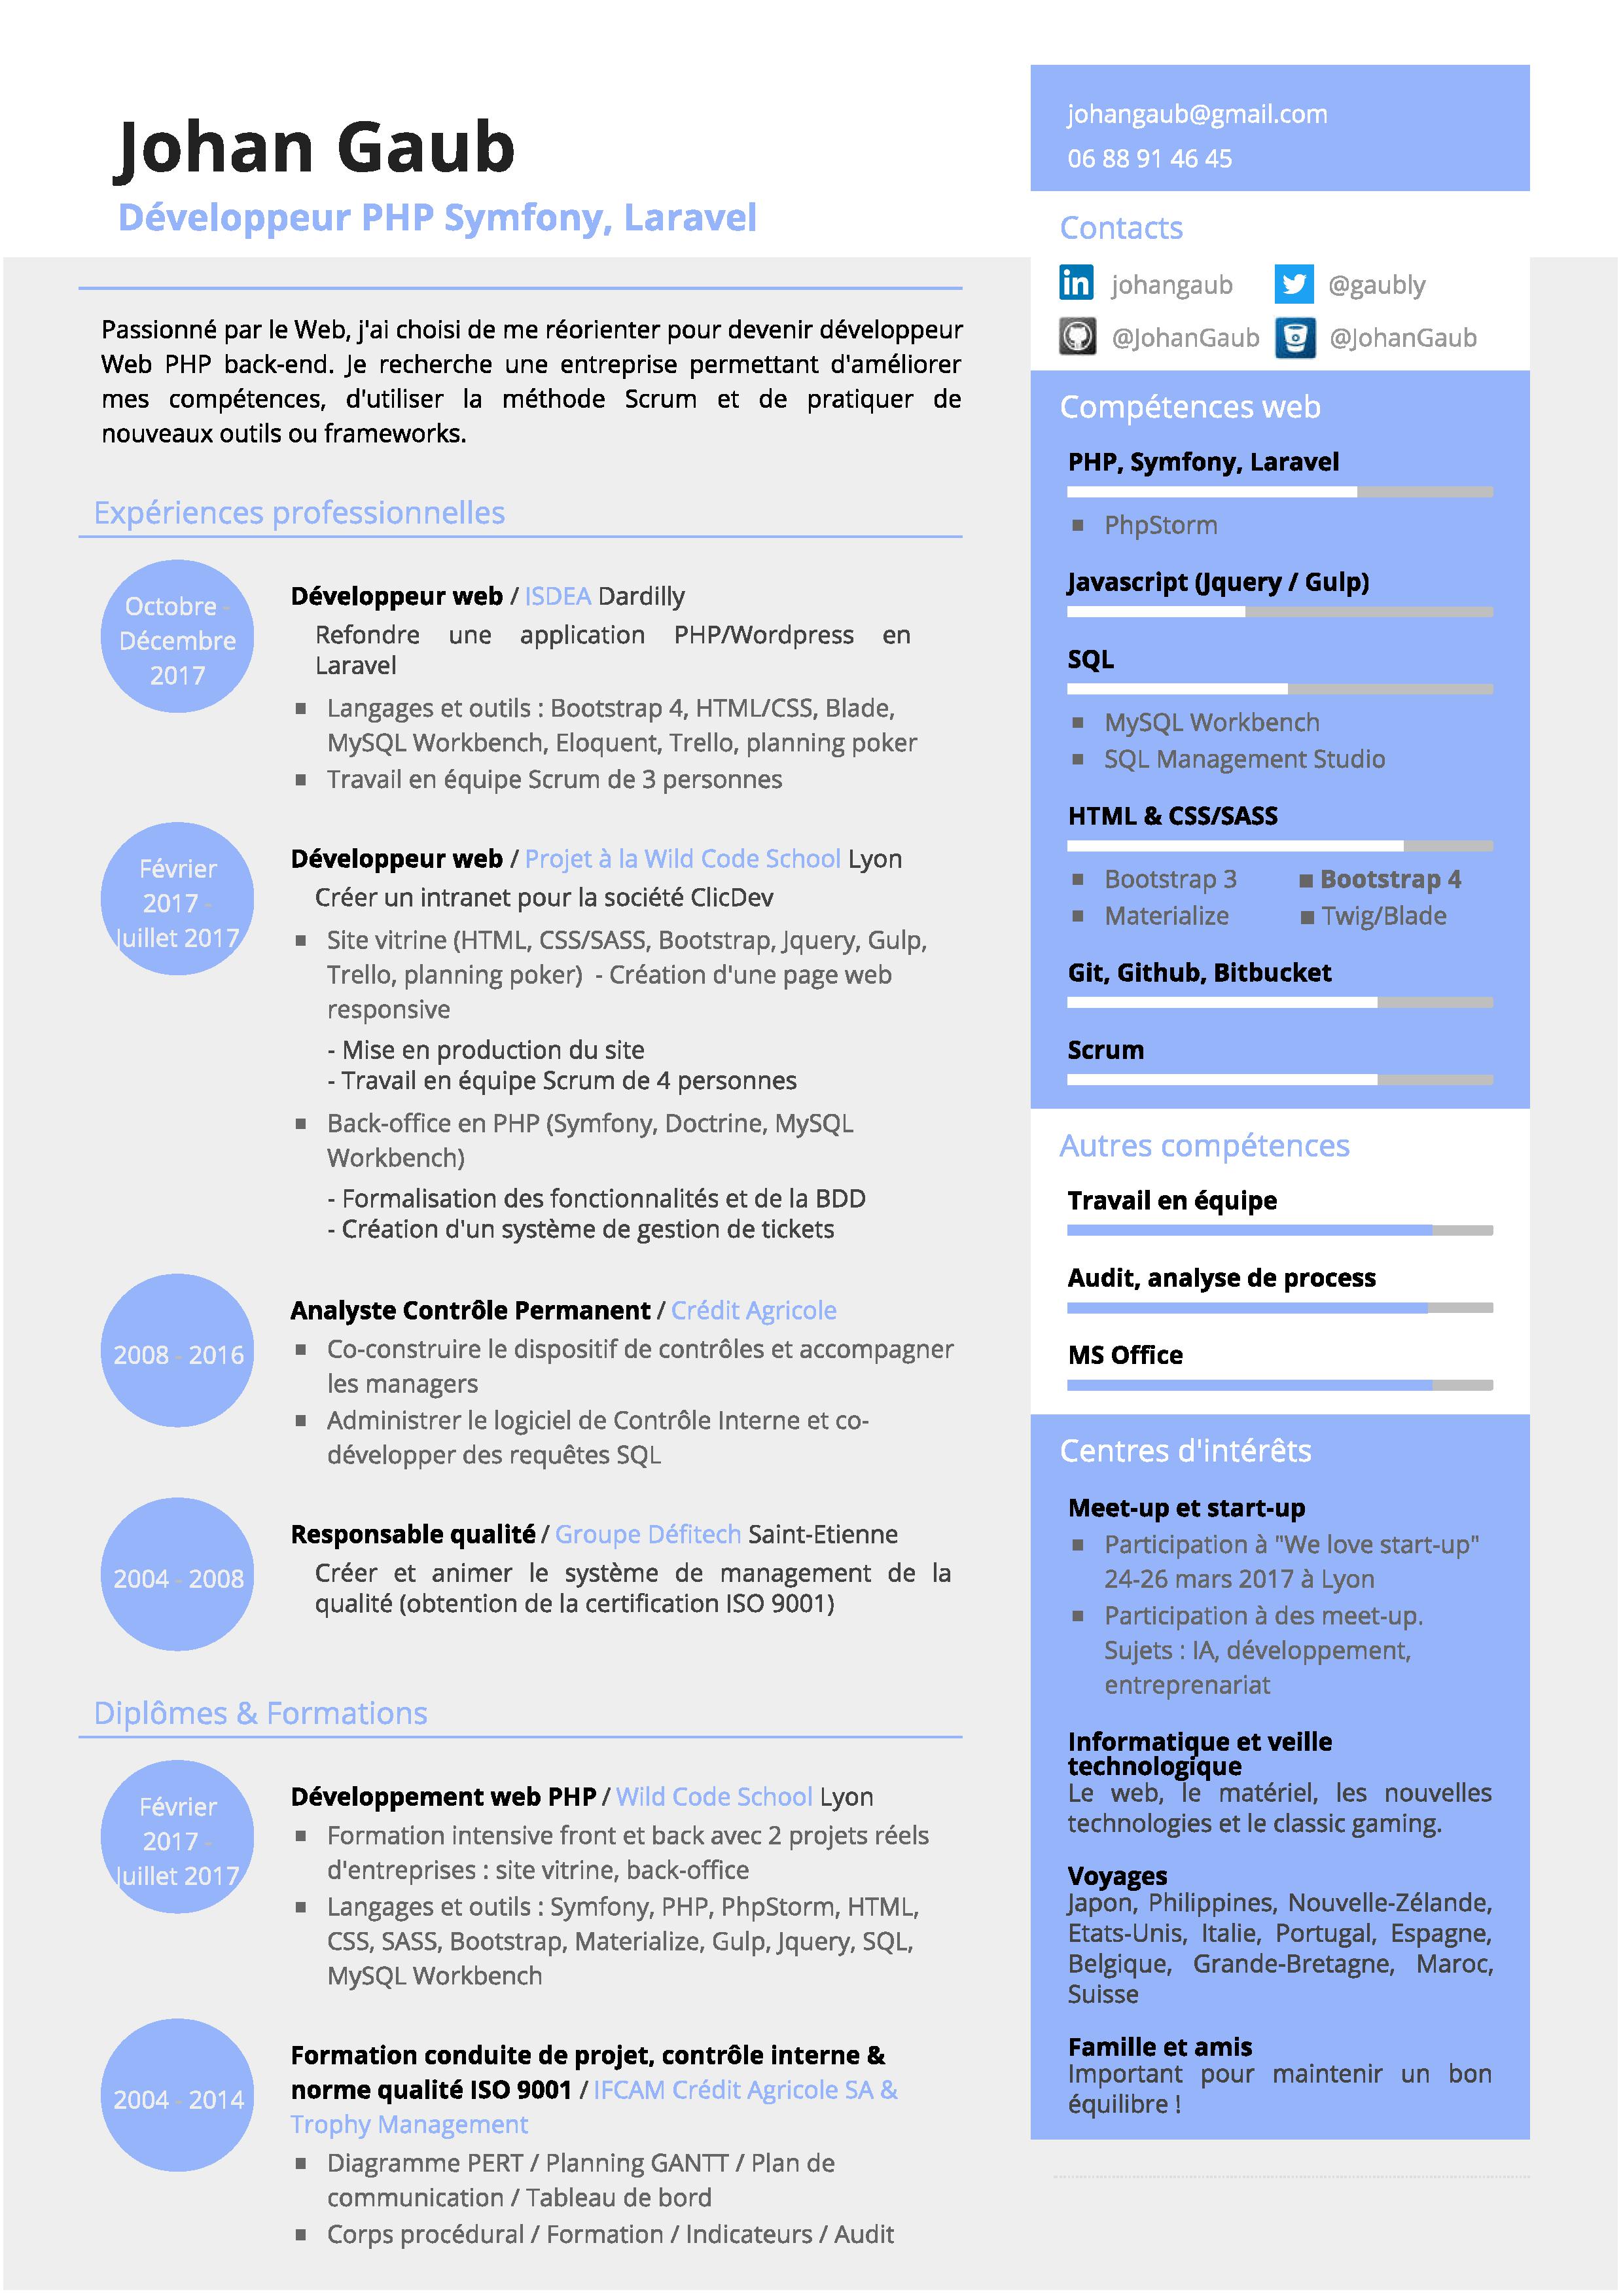 Johan Gaub
Développeur PHP Symfony, Laravel
Passionné par le Web, j'ai choisi de me réorienter pour devenir développeur
Web PHP back-end. Je recherche une entreprise permettant d'améliorer
mes compétences, d'utiliser la méthode Scrum et de pratiquer de
nouveaux outils ou frameworks.
Expériences professionnelles
Octobre -
Décembre
2017
Développeur web / ISDEA Dardilly
Refondre une application PHP/Wordpress en
Laravel
▪ Langages et outils : Bootstrap 4, HTML/CSS, Blade,
MySQL Workbench, Eloquent, Trello, planning poker
▪ Travail en équipe Scrum de 3 personnes
Février
2017 -
Juillet 2017
Développeur web / Projet à la Wild Code School Lyon
Créer un intranet pour la société ClicDev
▪ Site vitrine (HTML, CSS/SASS, Bootstrap, Jquery, Gulp,
Trello, planning poker)  - Création d'une page web
responsive
- Mise en production du site
- Travail en équipe Scrum de 4 personnes
▪ Back-office en PHP (Symfony, Doctrine, MySQL
Workbench)
- Formalisation des fonctionnalités et de la BDD
- Création d'un système de gestion de tickets
2008 - 2016
Analyste Contrôle Permanent / Crédit Agricole
▪ Co-construire le dispositif de contrôles et accompagner
les managers
▪ Administrer le logiciel de Contrôle Interne et co-
développer des requêtes SQL
2004 - 2008
Responsable qualité / Groupe Défitech Saint-Etienne
Créer et animer le système de management de la
qualité (obtention de la certification ISO 9001)
Diplômes & Formations
Février
2017 -
Juillet 2017
Développement web PHP / Wild Code School Lyon
▪ Formation intensive front et back avec 2 projets réels
d'entreprises : site vitrine, back-office
▪ Langages et outils : Symfony, PHP, PhpStorm, HTML,
CSS, SASS, Bootstrap, Materialize, Gulp, Jquery, SQL,
MySQL Workbench
2004 - 2014
Formation conduite de projet, contrôle interne &
norme qualité ISO 9001 / IFCAM Crédit Agricole SA &
Trophy Management
▪ Diagramme PERT / Planning GANTT / Plan de
communication / Tableau de bord
▪ Corps procédural / Formation / Indicateurs / Audit
johangaub@gmail.com
06 88 91 46 45
Contacts
in johangaub @gaubly
@JohanGaub @JohanGaub
Compétences web
PHP, Symfony, Laravel
▪ PhpStorm
Javascript (Jquery / Gulp)
SQL
▪ MySQL Workbench
▪ SQL Management Studio
HTML & CSS/SASS
▪ Bootstrap 3 ▪ Bootstrap 4
▪ Materialize ▪ Twig/Blade
Git, Github, Bitbucket
Scrum
Autres compétences
Travail en équipe
Audit, analyse de process
MS Office
Centres d'intérêts
Meet-up et start-up
▪ Participation à "We love start-up"
24-26 mars 2017 à Lyon
▪ Participation à des meet-up.
Sujets : IA, développement,
entreprenariat
Informatique et veille
technologique
Le web, le matériel, les nouvelles
technologies et le classic gaming.
Voyages
Japon, Philippines, Nouvelle-Zélande,
Etats-Unis, Italie, Portugal, Espagne,
Belgique, Grande-Bretagne, Maroc,
Suisse
Famille et amis
Important pour maintenir un bon
équilibre !